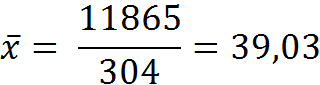 x̄ = 11865/304 = 39,03